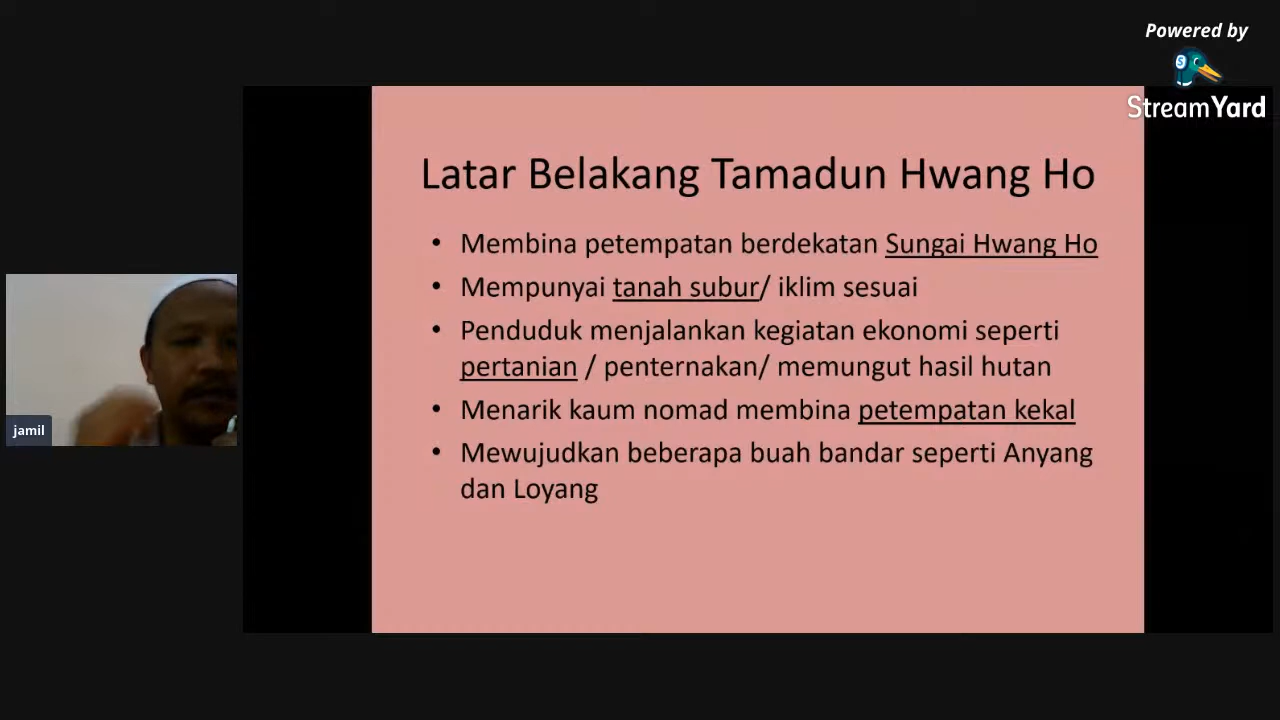 Powered by
StreamYard
Latar Belakang Tamadun Hwang Ho
• Membina petempatan berdekatan Sungai Hwang Ho
• Mempunyai tanah subur/ iklim sesuai
• Penduduk menjalankan kegiatan ekonomi seperti
pertanian / penternakan/ memungut hasil hutan
• Menarik kaum nomad membina petempatan kekal
• Mewujudkan beberapa buah bandar seperti Anyang
dan Loyang
jamil